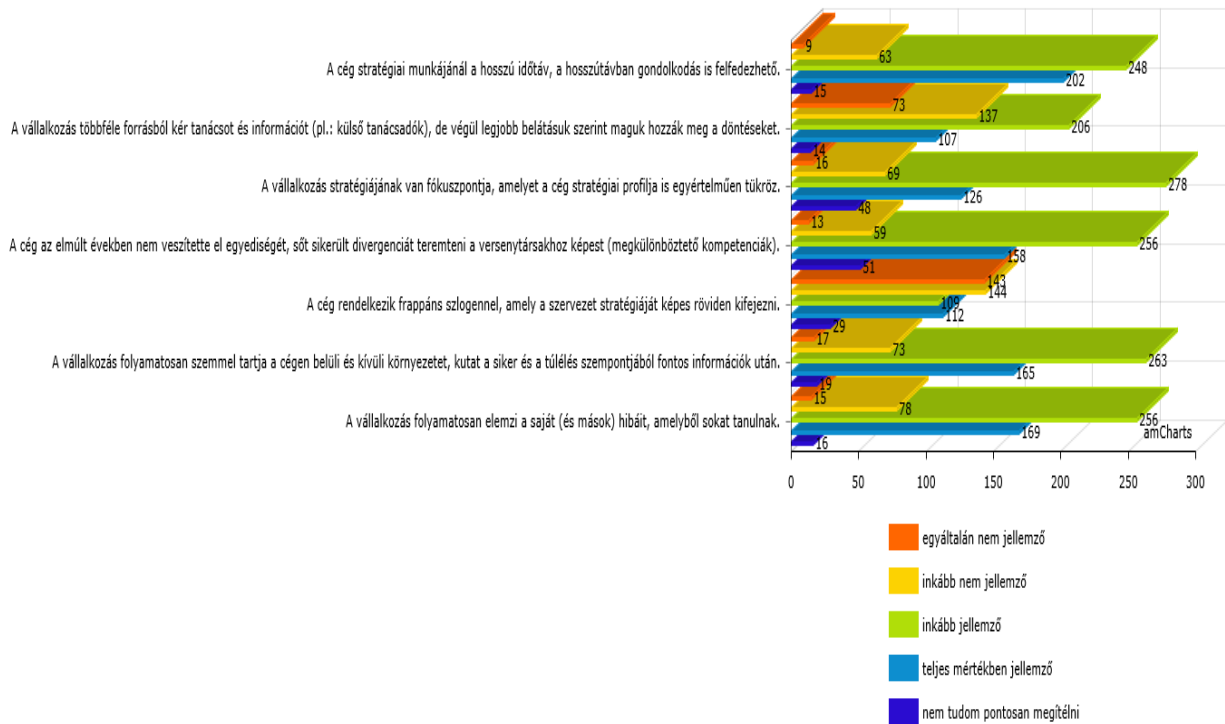 9
63
A cég stratégiai munkájánál a hosszú időtáv, a hosszútávban gondolkodás is felfedezhető.
248
202
15
73
137
A vállalkozás többféle forrásból kér tanácsot és információt (pl.: külső tanácsadók), de végül legjobb belátásuk szerint maguk hozzák meg a döntéseket.
206
107
14
16
69
A vállalkozás stratégiájának van fókuszpontja, amelyet a cég stratégiai profilja is egyértelműen tükröz.
278
126
48
13
59
A cég az elmúlt években nem veszítette el egyediségét, sőt sikerült divergenciát teremteni a versenytársakhoz képest (megkülönböztető kompetenciák).
256
158
51
143
144
A cég rendelkezik frappáns szlogennel, amely a szervezet stratégiáját képes röviden kifejezni.
109
112
29
17
73
A vállalkozás folyamatosan szemmel tartja a cégen belüli és kívüli környezetet, kutat a siker és a túlélés szempontjából fontos információk után.
263
165
19
15
78
A vállalkozás folyamatosan elemzi a saját (és mások) hibáit, amelyből sokat tanulnak.
256
169
16
amCharts
0 50 100 150 200 250 300
egyáltalán nem jellemző
inkább nem jellemző
inkább jellemző
teljes mértékben jellemző
nem tudom pontosan megítélni